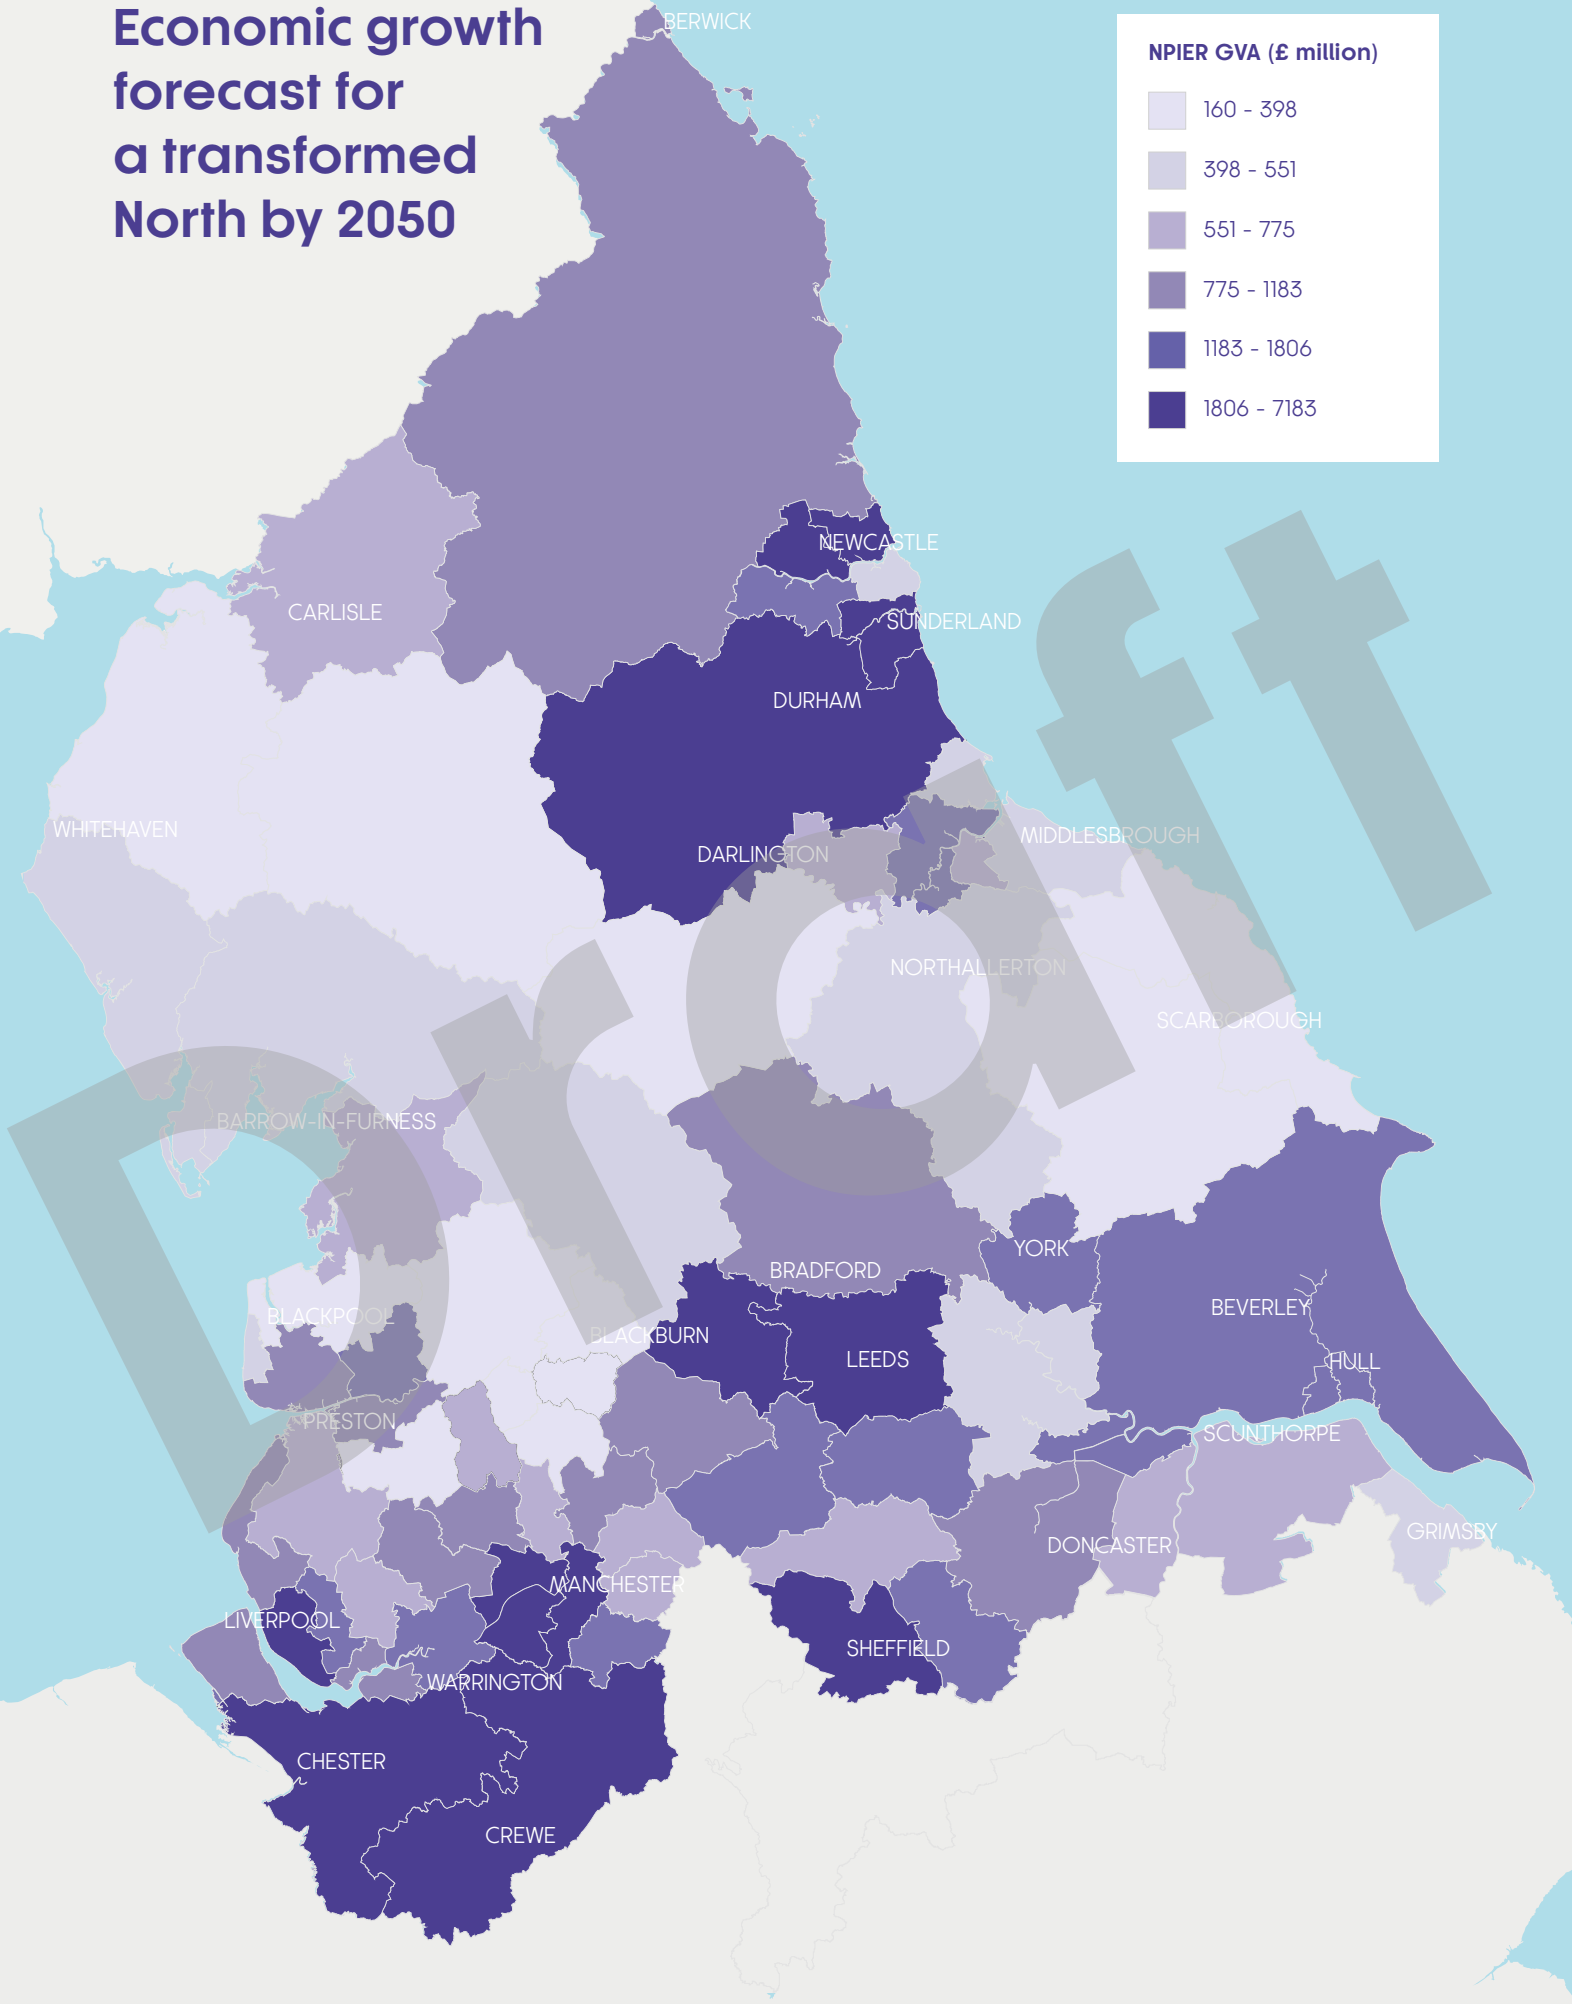 Economic growth
forecast for
a transformed
North by 2050
NPIER GVA (£ million)
160 - 398
398 - 551
551 - 775
775 - 1183
1183 - 1806
1806 - 7183
BERWICK
NEWCASTLE
CARLISLE
SUNDERLAND
DURHAM
WHITEHAVEN
MIDDLESBROUGH
DARLINGTON
NORTHALLERTON
SCARBOROUGH
BARROW-IN-FURNESS
YORK
BRADFORD
BEVERLEY
BLACKPOOL
BLACKBURN
LEEDS
HULL
PRESTON
SCUNTHORPE
GRIMSBY
DONCASTER
MANCHESTER
LIVERPOOL
SHEFFIELD
WARRINGTON
CHESTER
CREWE
Draft